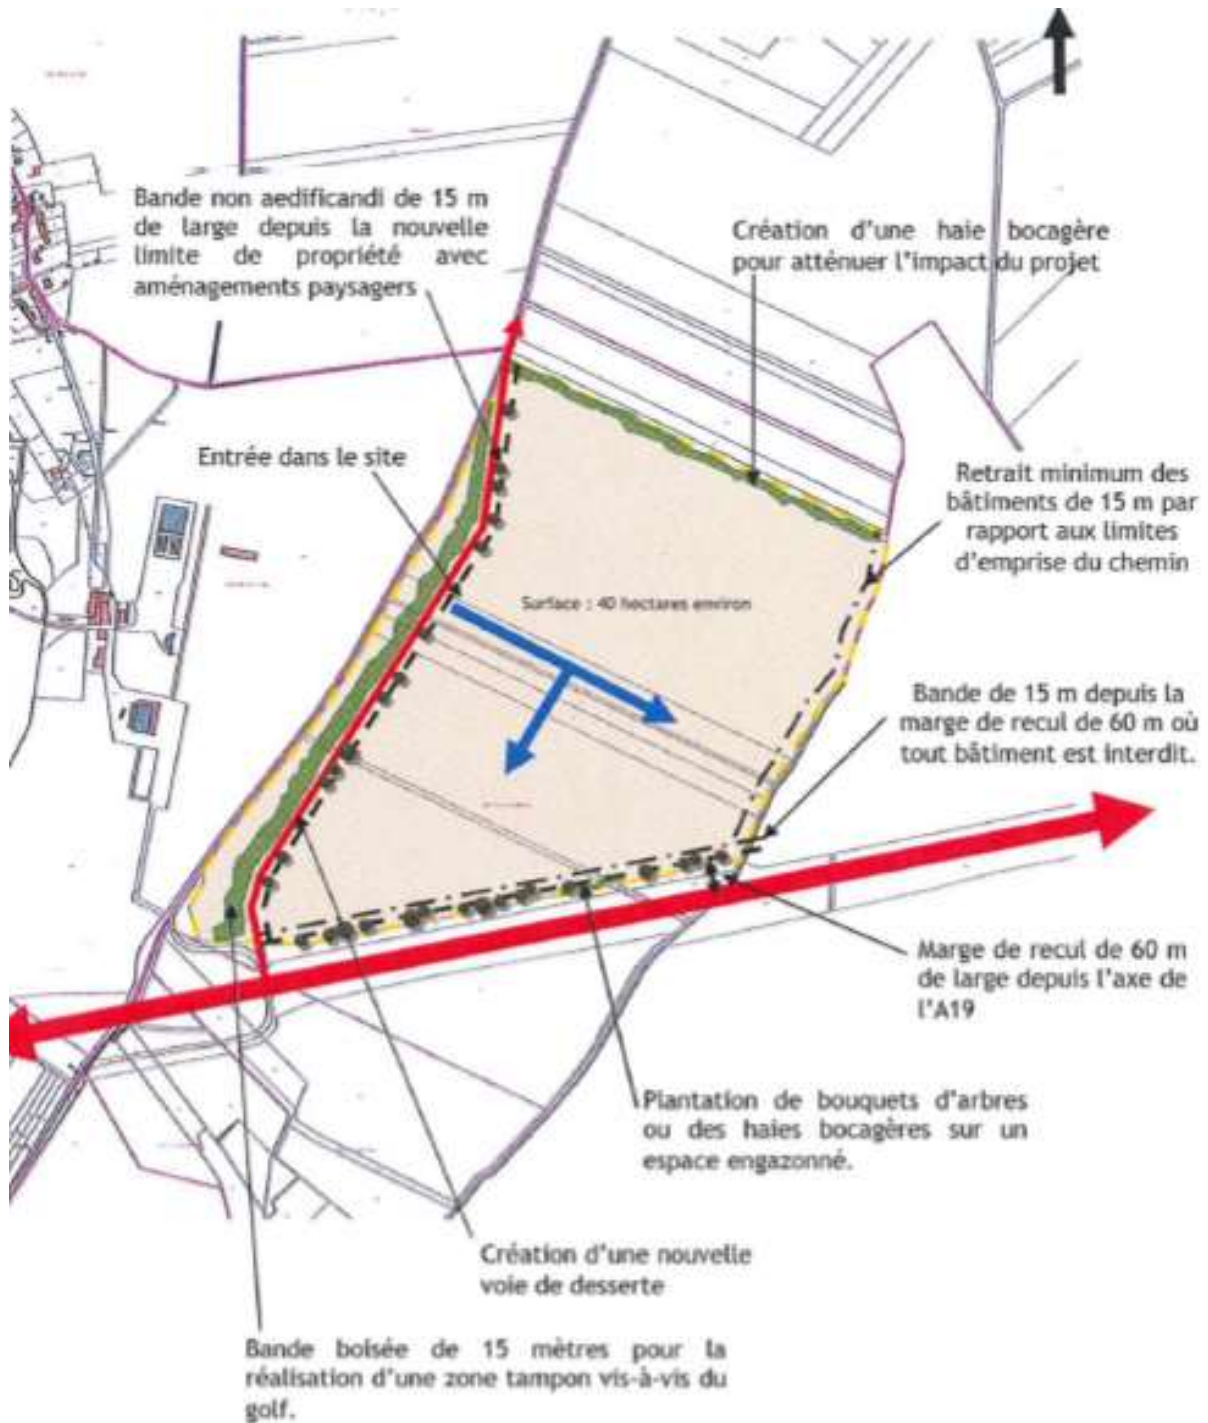 Bande non aedificandi de 15 m
de large depuis la nouvelle
limite de propriété avec
aménagements paysagers
Création d'une haie bocagère
pour atténuer l'impact du projet
Entrée dans le site
Retrait minimum des
bâtiments de 15 m par
rapport aux limites
d'emprise du chemin
Surface : 40 hectares environ
Bande de 15 m depuis la
marge de recul de 60 m où
tout bâtiment est interdit.
Marge de recul de 60 m
de large depuis l'axe de
l'A19
Plantation de bouquets d'arbres
ou des haies bocagères sur un
espace engazonné.
Création d'une nouvelle
voie de desserte
Bande boisée de 15 mètres pour la
réalisation d'une zone tampon vis-à-vis du
golf.